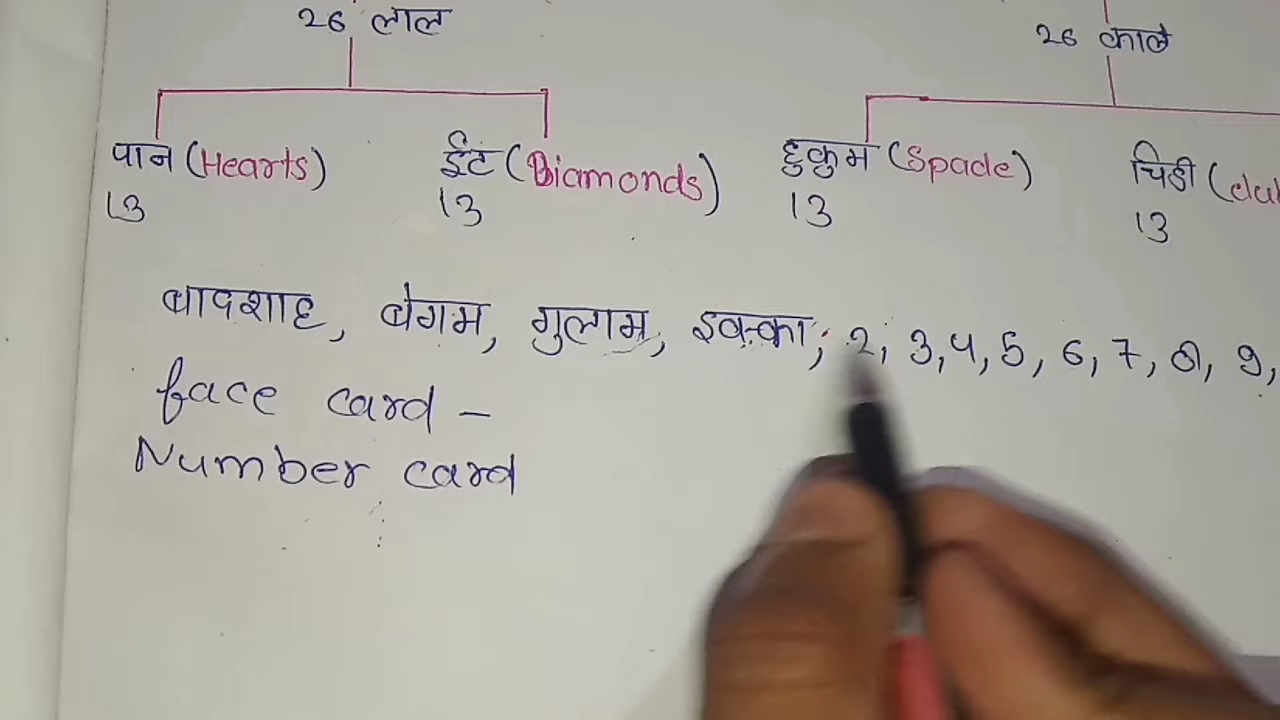 26 लाल
26 काले
पान (Hearts)
ईंट (Diamonds)
हुकुम (Spade)
चिडी
13
13
13
13
बादशाह, बेगम, गुलाम, इक्का, 2, 3, 4, 5, 6, 7, 8, 9,
face card -
Number card